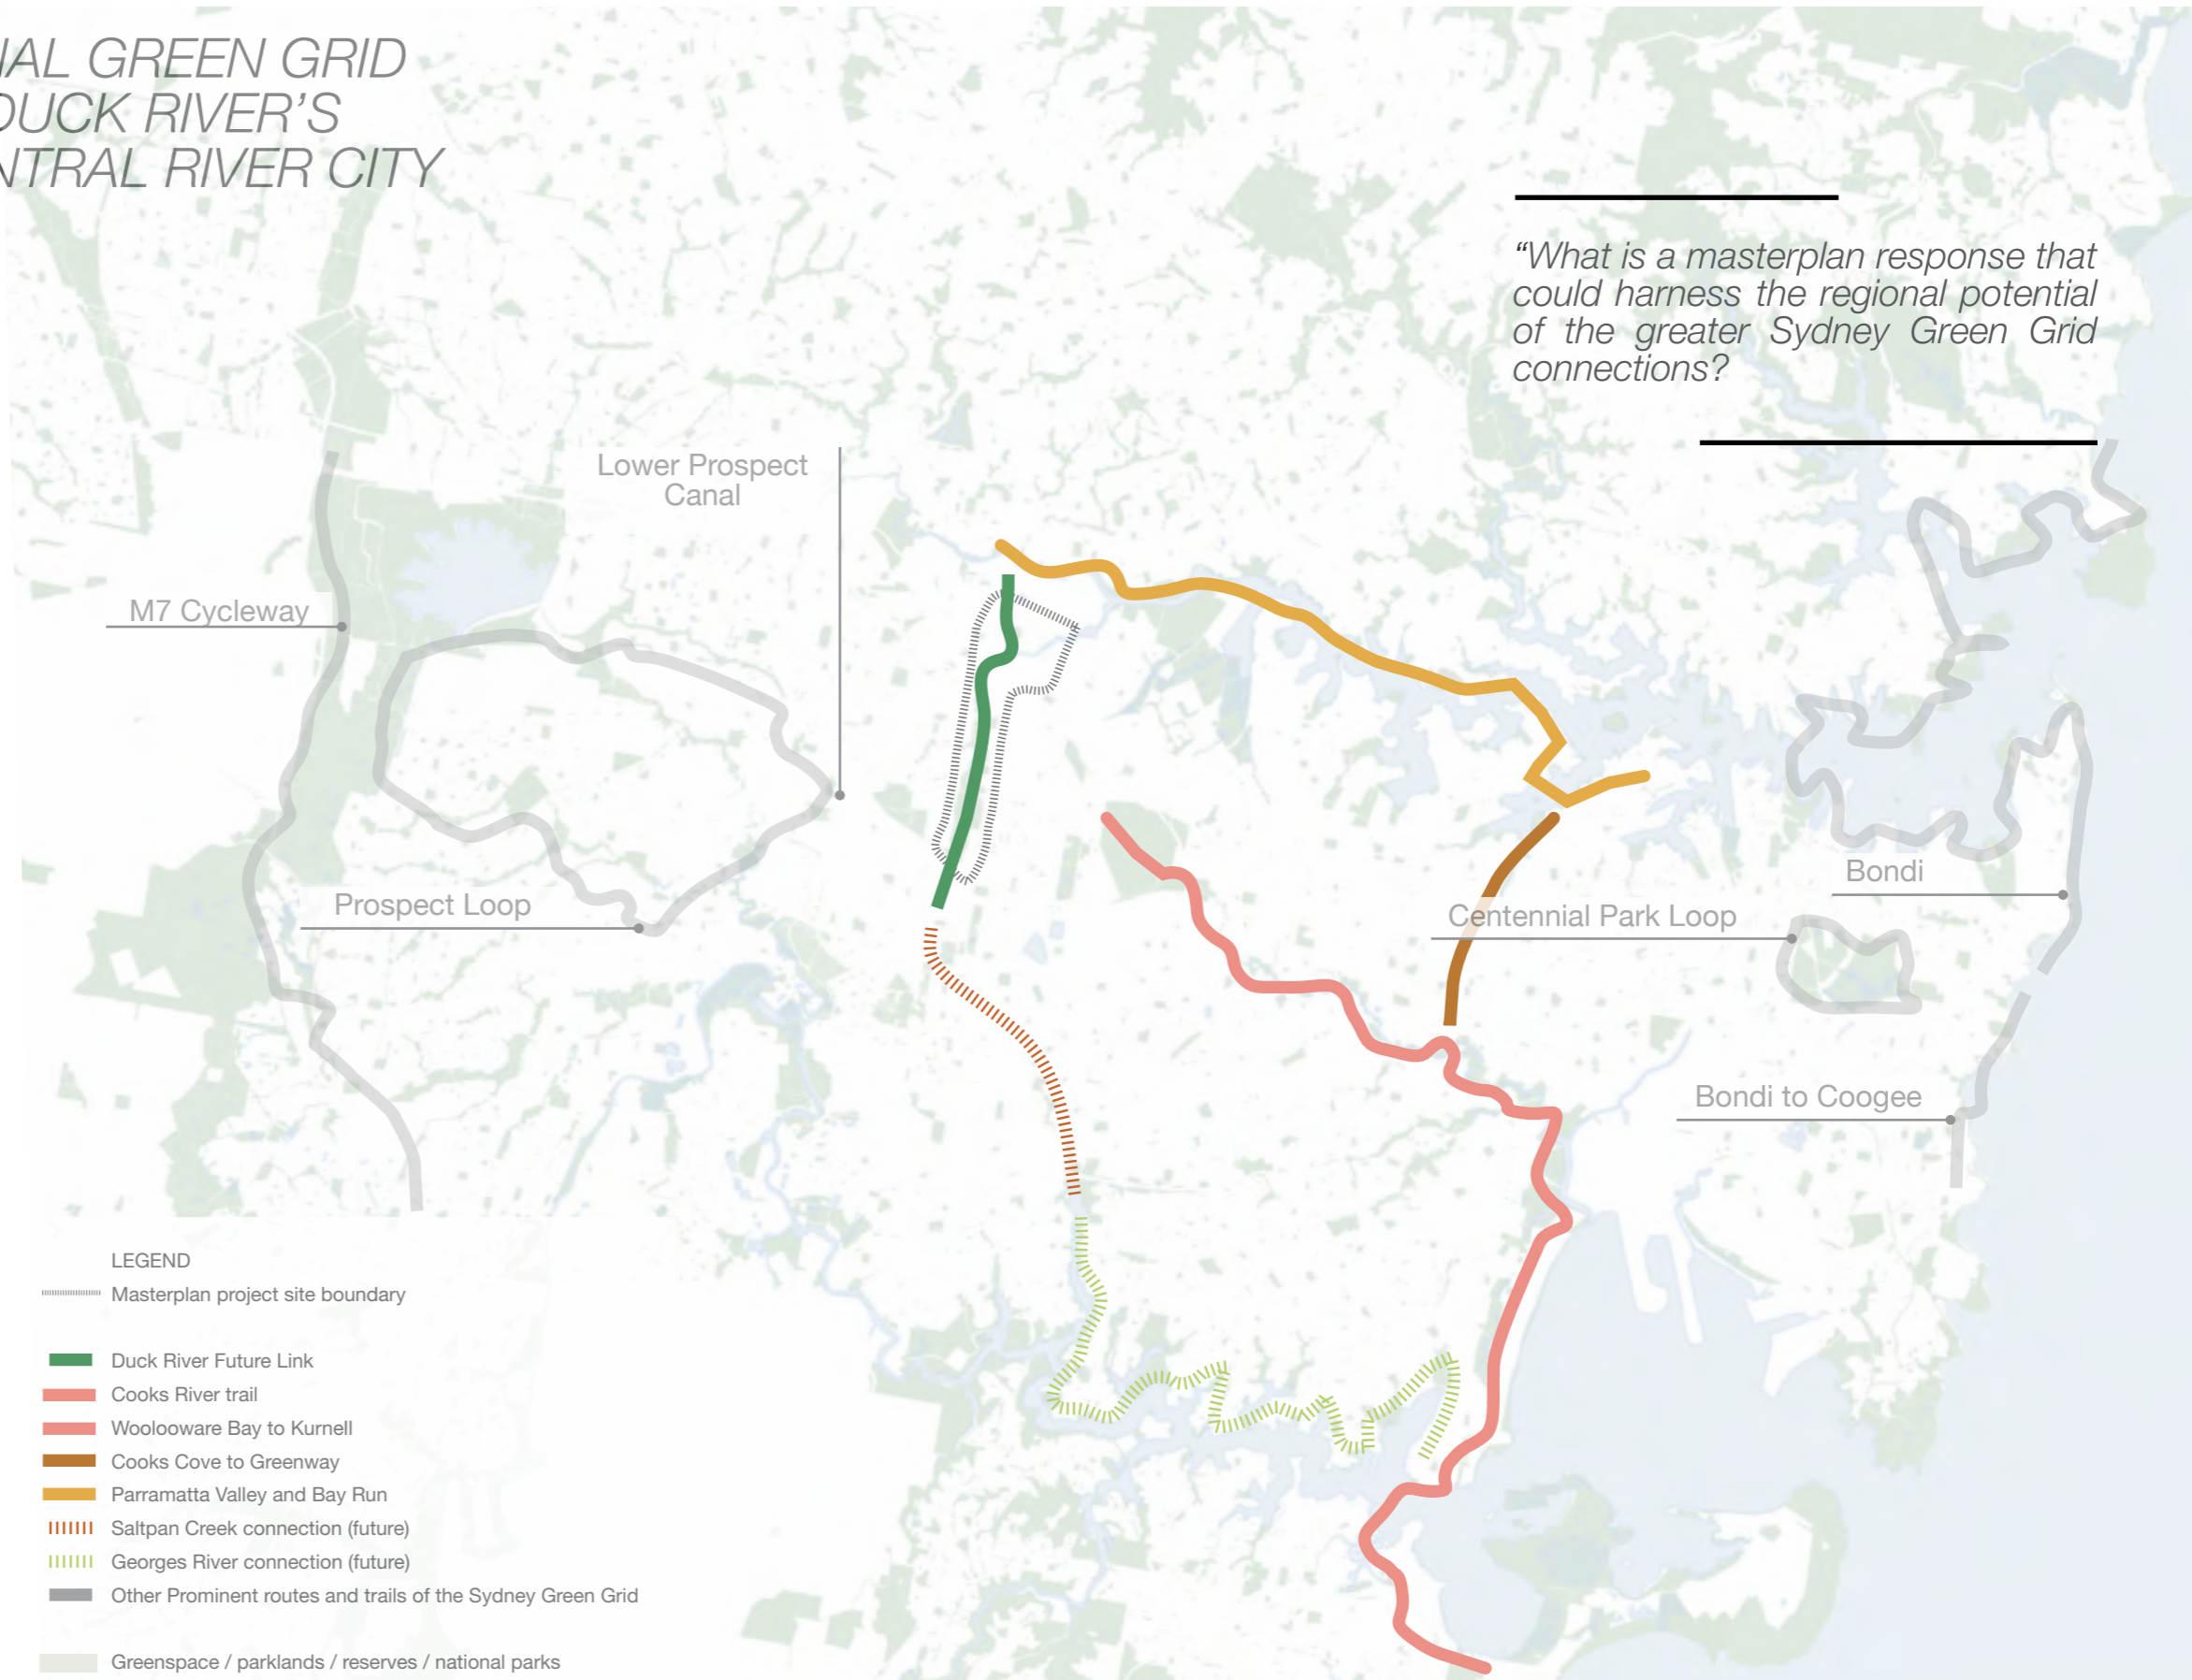 IAL GREEN GRID
DUCK RIVER'S
NTRAL RIVER CITY
“What is a masterplan response that
could harness the regional potential
of the greater Sydney Green Grid
connections?
Lower Prospect
Canal
M7 Cycleway
Prospect Loop
Bondi
Centennial Park Loop
Bondi to Coogee
LEGEND
Masterplan project site boundary
Duck River Future Link
Cooks River trail
Woolooware Bay to Kurnell
Cooks Cove to Greenway
Parramatta Valley and Bay Run
Saltpan Creek connection (future)
Georges River connection (future)
Other Prominent routes and trails of the Sydney Green Grid
Greenspace / parklands / reserves / national parks